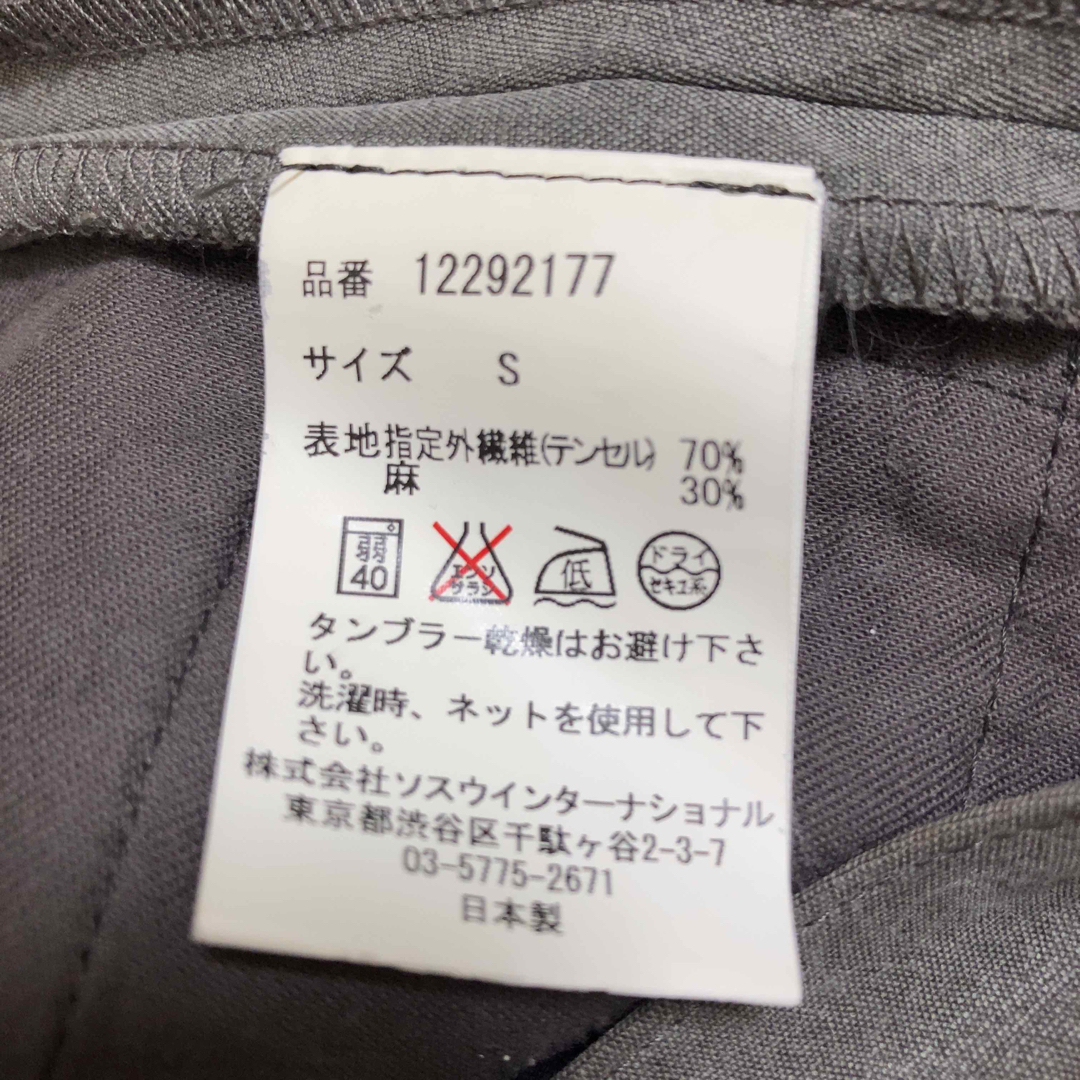 品番 12292177
サイズ S
表地 指定外繊維(テンセル) 70%
麻 30%
弱 40 エンソ サラシ 低 ドライ セキユ系
タンブラー乾燥はお避け下さ
い。
洗濯時、ネットを使用して下
さい。
株式会社ソスウインターナショナル
東京都渋谷区千駄ヶ谷2-3-7
03-5775-2671
日本製